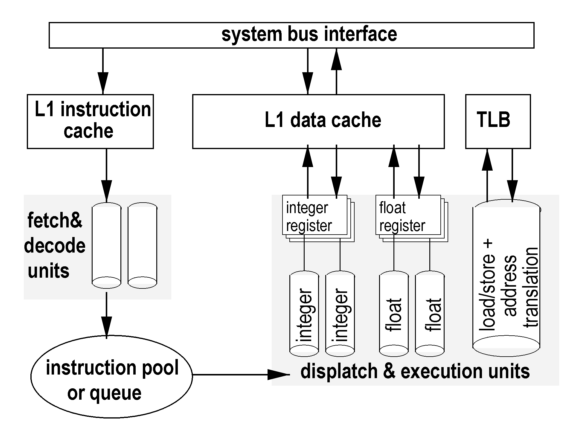 system bus interface
L1 instruction
cache
L1 data cache
TLB
fetch&
decode
units
integer
register
float
register
integer
integer
float
float
load/store +
address
translation
instruction pool
or queue
displatch & execution units